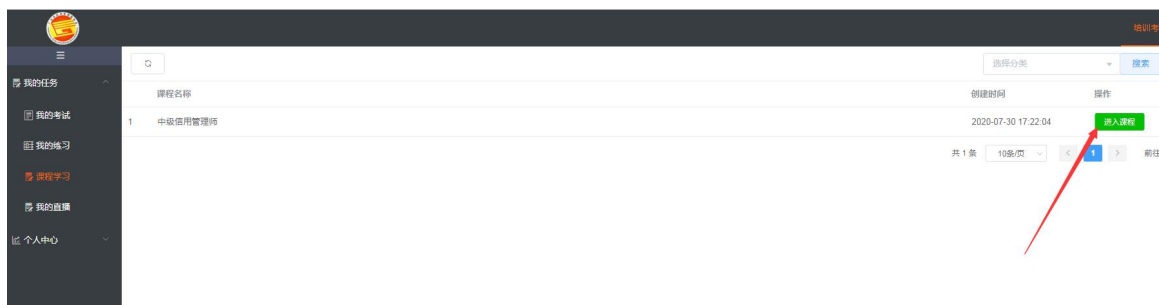 培训考
选择分类 搜索
我的任务
课程名称 创建时间 操作
我的考试
1 中级信用管理师 2020-07-30 17:22:04 进入课程
我的练习
共 1 条 10条/页 1 前往
课程学习
我的直播
个人中心